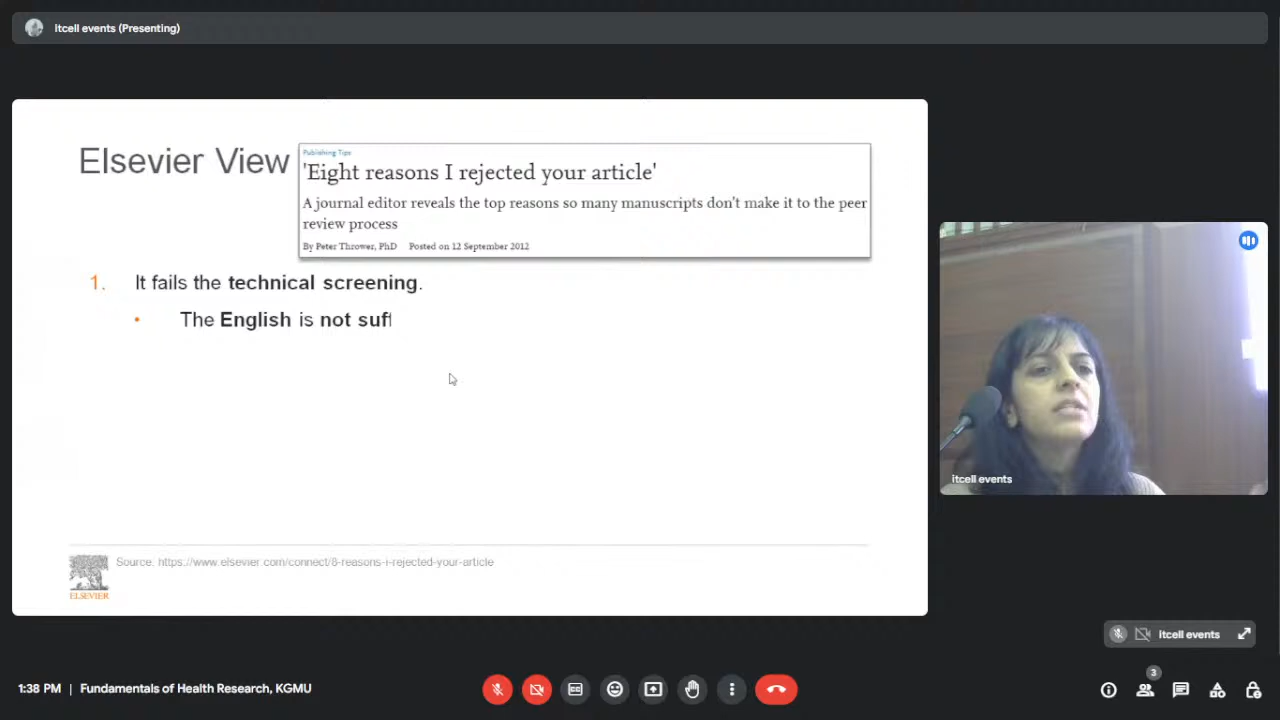 Itcell events (Presenting)
Elsevier View
Publishing Tips
'Eight reasons I rejected your article'
A journal editor reveals the top reasons so many manuscripts don't make it to the peer
review process
By Peter Thrower, PhD Posted on 12 September 2012
1. It fails the technical screening.
• The English is not suf
Source: https://www.elsevier.com/connect/8-reasons-i-rejected-your-article
ELSEVIER
itcell events
itcell events
3
1:38 PM | Fundamentals of Health Research, KGMU